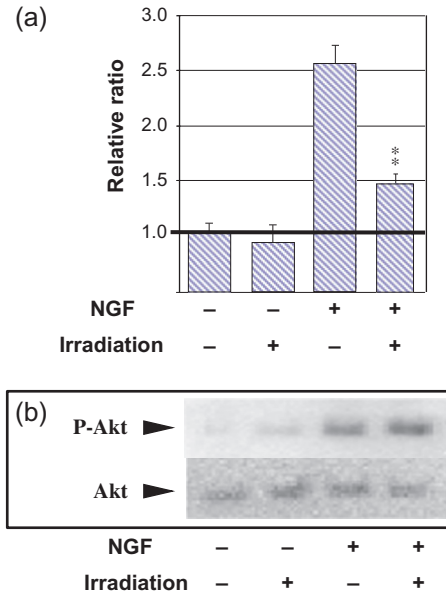 (a)
Relative ratio
3.0
2.5
2.0
1.5
1.0
**
NGF – – + +
Irradiation – + – +
(b)
P-Akt
Akt
NGF – – + +
Irradiation – + – +